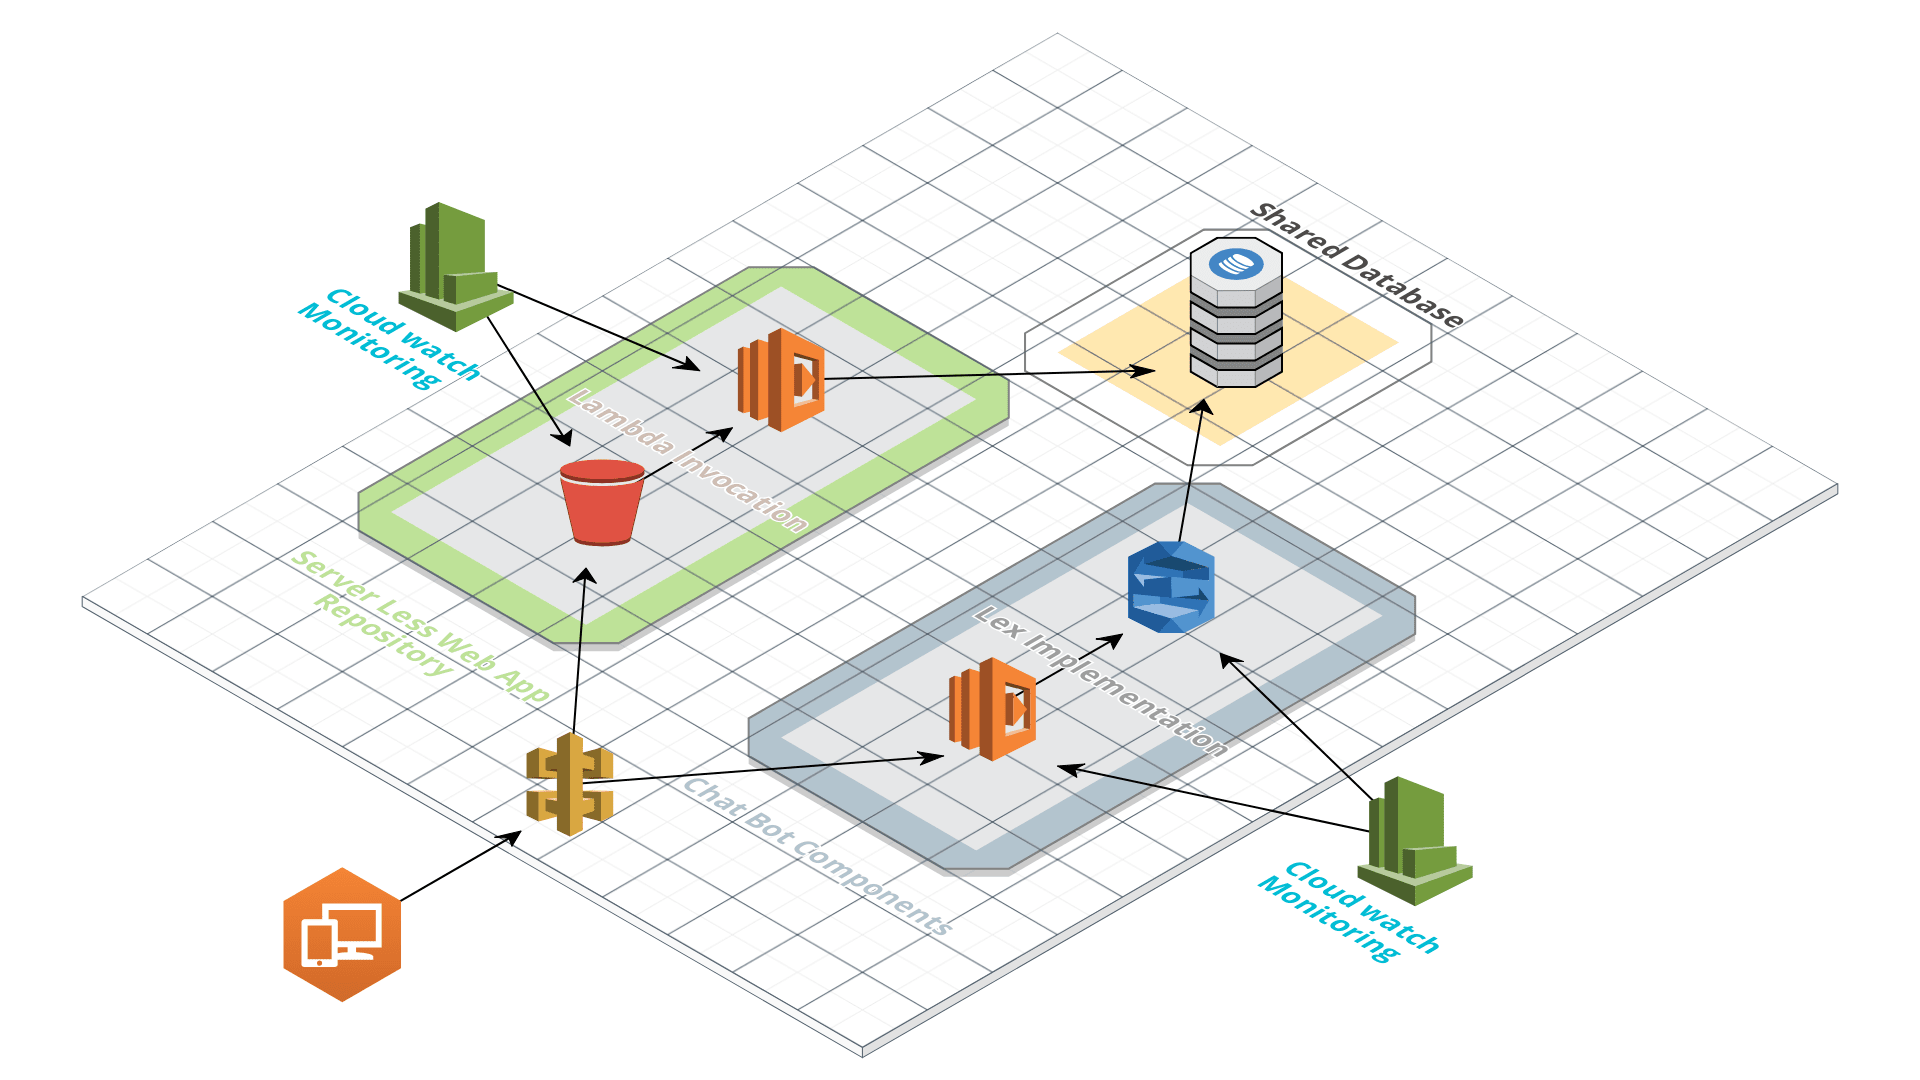 Shared Database
Cloud watch
Monitoring
Lambda Invocation
Server Less Web App
Repository
Lex Implementation
Chat Bot Components
Cloud watch
Monitoring